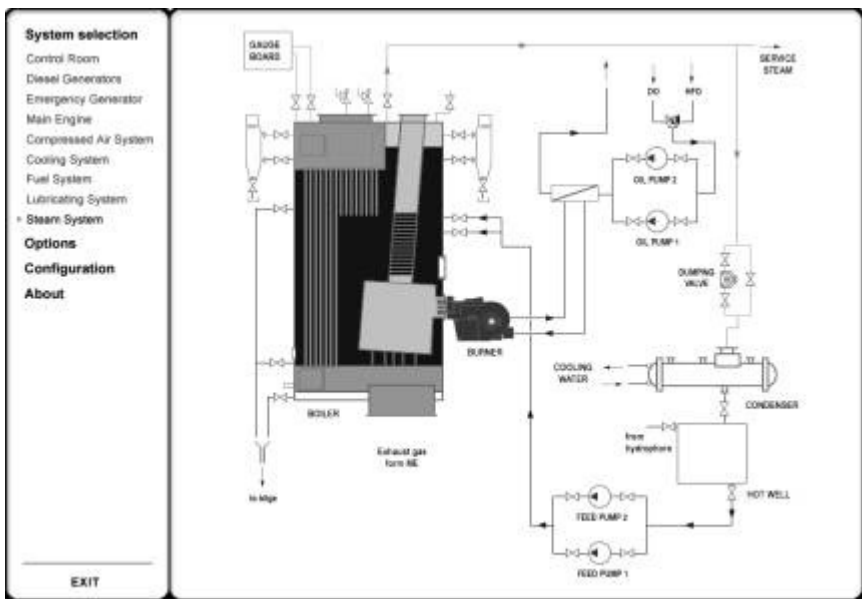 System selection
Control Room
Diesel Generators
Emergency Generator
Main Engine
Compressed Air System
Cooling System
Fuel System
Lubricating System
Steam System
Options
Configuration
About
EXIT
GAUGE
BOARD
SERVICE
STEAM
DO
HFO
OIL PUMP 2
OIL PUMP 1
DUMPING
VALVE
BURNER
COOLING
WATER
CONDENSER
BOILER
from
hydrophore
Exhaust gas
form ME
to bilge
HOT WELL
FEED PUMP 2
FEED PUMP 1